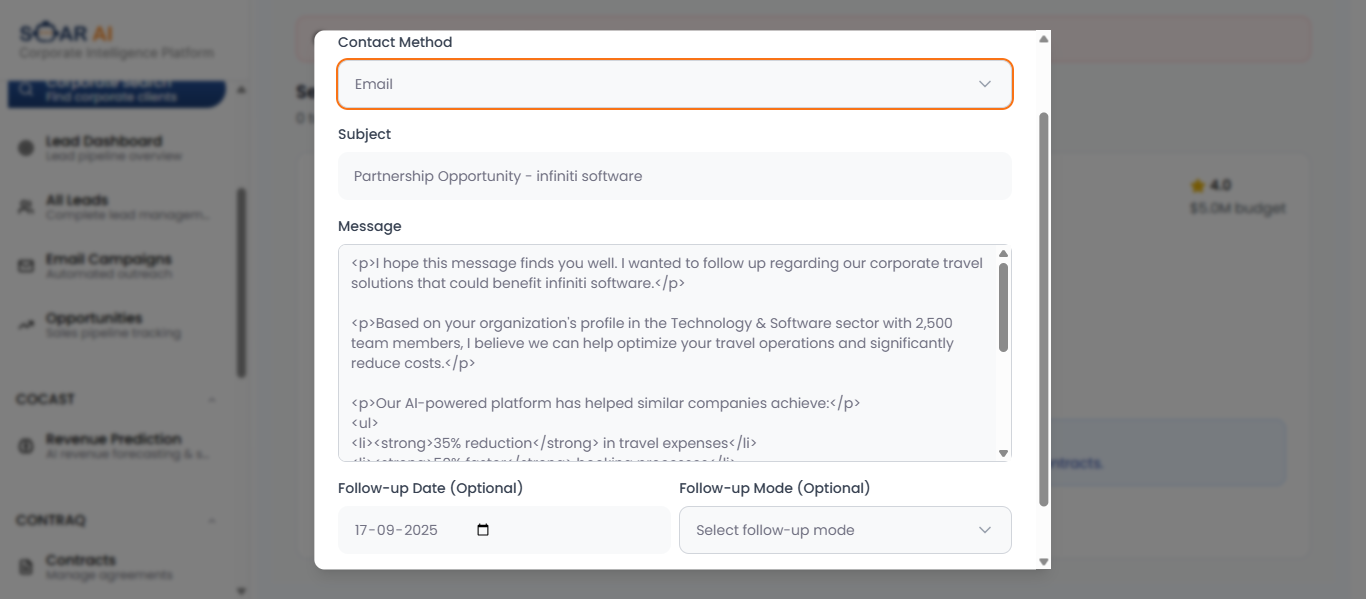 SOAR AI
Corporate Intelligence Platform
Corporate Search
Find corporate clients
Lead Dashboard
Lead pipeline overview
All Leads
Complete lead managem...
Email Campaigns
Automated outreach
Opportunities
Sales pipeline tracking
COCAST
Revenue Prediction
AI revenue forecasting & s...
CONTRAQ
Contracts
Manage agreements
Contact Method
Email
Subject
Partnership Opportunity - infiniti software
Message
<p>I hope this message finds you well. I wanted to follow up regarding our corporate travel
solutions that could benefit infiniti software.</p>
<p>Based on your organization's profile in the Technology & Software sector with 2,500
team members, I believe we can help optimize your travel operations and significantly
reduce costs.</p>
<p>Our AI-powered platform has helped similar companies achieve:</p>
<ul>
<li><strong>35% reduction</strong> in travel expenses</li>
Follow-up Date (Optional)
17-09-2025
Follow-up Mode (Optional)
Select follow-up mode
4.0
$5.0M budget